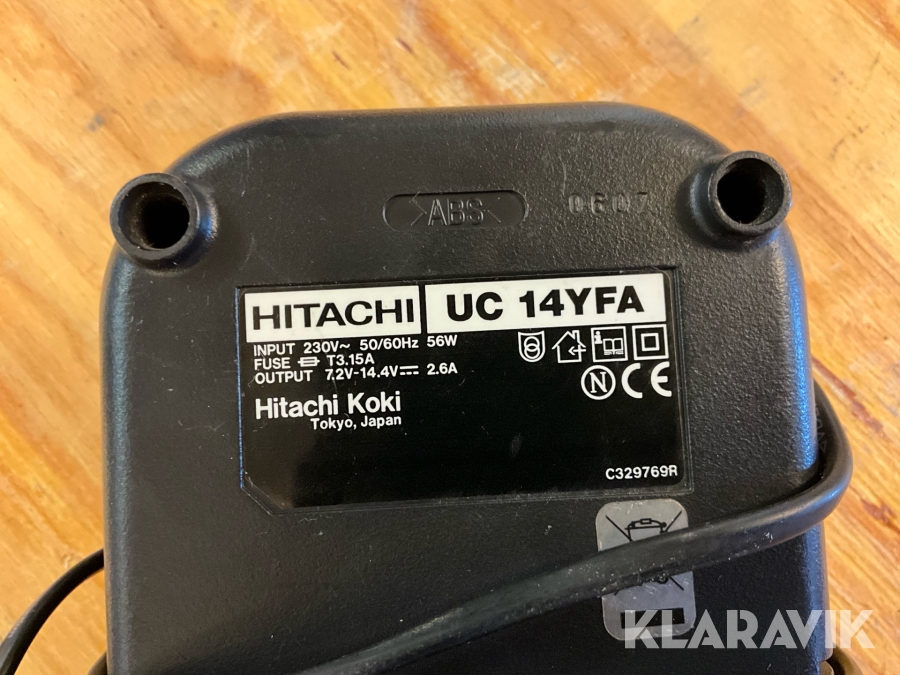 >ABS< 0607
HITACHI UC 14YFA
INPUT 230V~ 50/60Hz 56W
FUSE T3.15A
OUTPUT 7.2V-14.4V⎓ 2.6A
Hitachi Koki
Tokyo, Japan
N CE
C329769R
KLARAVIK